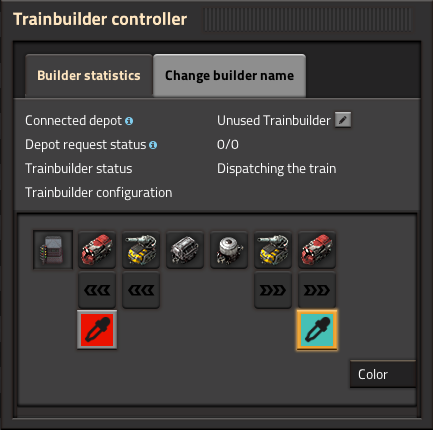 Trainbuilder controller
Builder statistics Change builder name
Connected depot Unused Trainbuilder
Depot request status 0/0
Trainbuilder status Dispatching the train
Trainbuilder configuration
Color